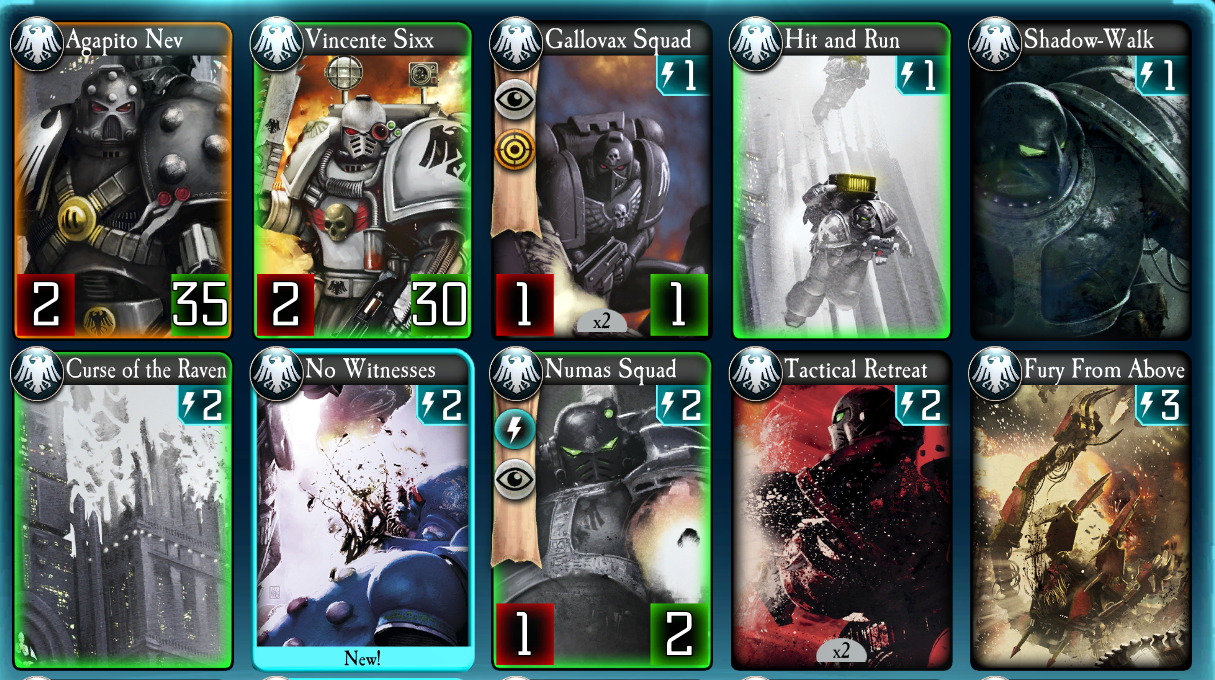 Agapito Nev
2
35
Vincente Sixx
2
30
Gallovax Squad
1
1
x2
1
Hit and Run
1
Shadow-Walk
1
Curse of the Raven
2
No Witnesses
2
New!
Numas Squad
2
1
2
Tactical Retreat
2
x2
Fury From Above
3